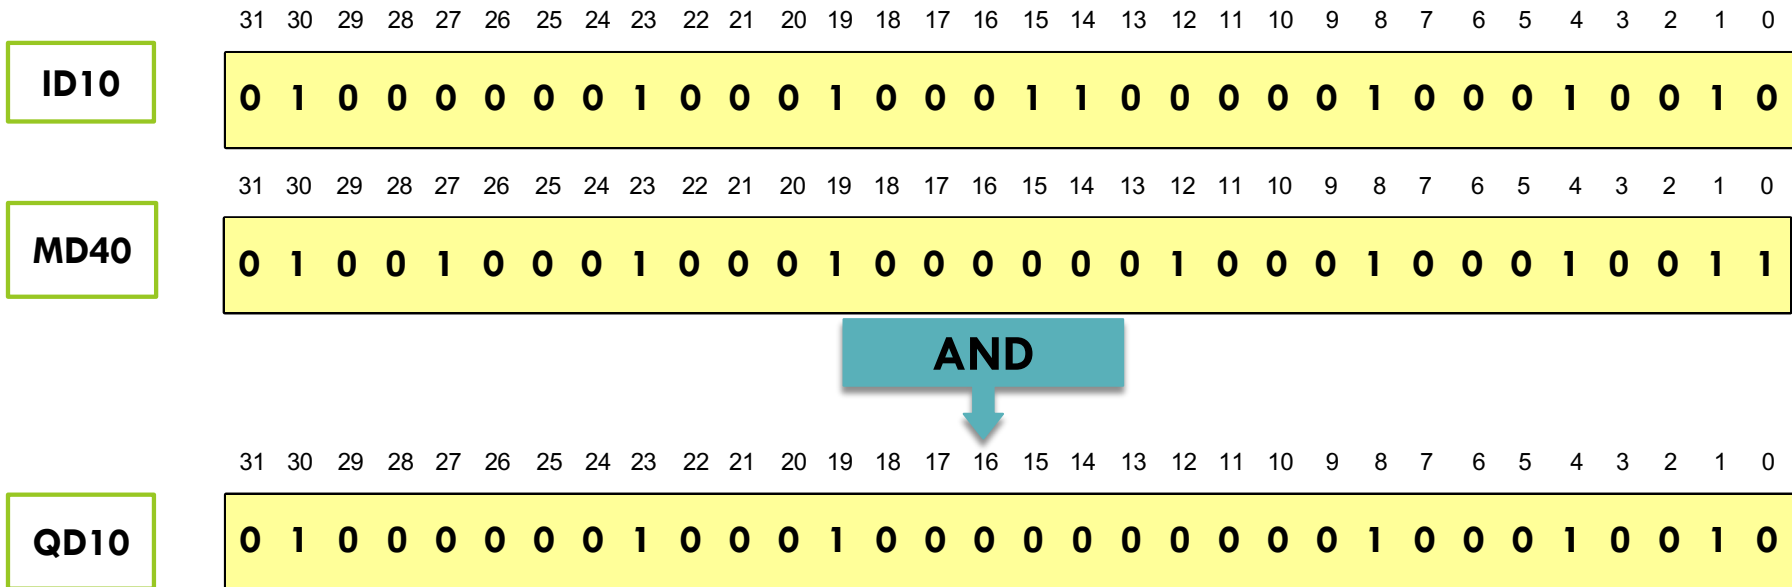 31 30 29 28 27 26 25 24 23 22 21 20 19 18 17 16 15 14 13 12 11 10 9 8 7 6 5 4 3 2 1 0
ID10 0 1 0 0 0 0 0 0 1 0 0 0 1 0 0 0 1 1 0 0 0 0 0 1 0 0 0 1 0 0 1 0
31 30 29 28 27 26 25 24 23 22 21 20 19 18 17 16 15 14 13 12 11 10 9 8 7 6 5 4 3 2 1 0
MD40 0 1 0 0 1 0 0 0 1 0 0 0 1 0 0 0 0 0 0 1 0 0 0 1 0 0 0 1 0 0 1 1
AND
31 30 29 28 27 26 25 24 23 22 21 20 19 18 17 16 15 14 13 12 11 10 9 8 7 6 5 4 3 2 1 0
QD10 0 1 0 0 0 0 0 0 1 0 0 0 1 0 0 0 0 0 0 0 0 0 0 1 0 0 0 1 0 0 1 0